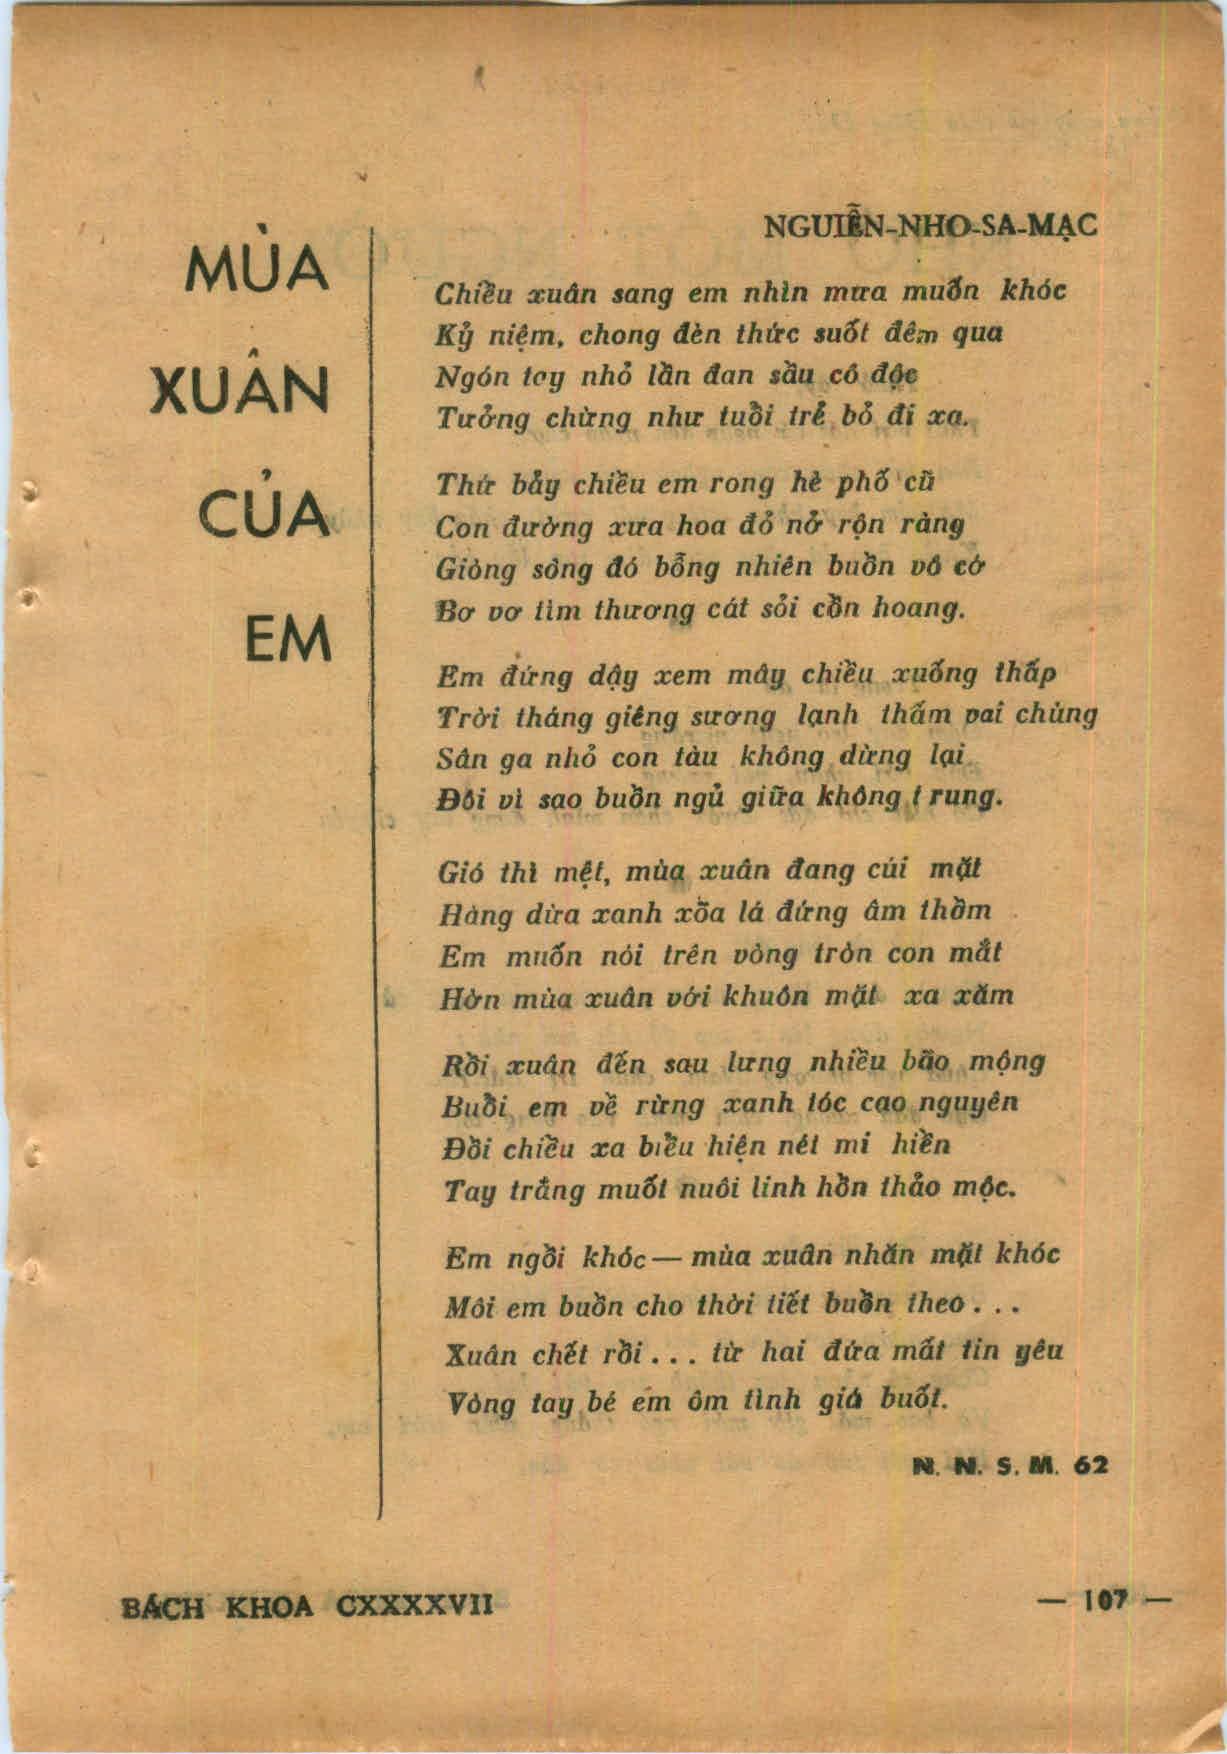 MÙA
XUÂN
CỦA
EM
NGUIỄN-NHO-SA-MẠC
Chiều xuân sang em nhìn mưa muốn khóc
Kỷ niệm, chong đèn thức suốt đêm qua
Ngón tay nhỏ lần đan sầu cô độc
Tưởng chừng như tuổi trẻ bỏ đi xa.
Thứ bảy chiều em rong hè phố cũ
Con đường xưa hoa đỏ nở rộn ràng
Giòng sông đó bỗng nhiên buồn vô cớ
Bơ vơ tìm thương cát sỏi cồn hoang.
Em đứng dậy xem mây chiều xuống thấp
Trời tháng giêng sương lạnh thấm vai chùng
Sân ga nhỏ con tàu không dừng lại
Đôi vì sao buồn ngủ giữa không trung.
Gió thì mệt, mùa xuân đang cúi mặt
Hàng dừa xanh xõa lá đứng âm thầm
Em muốn nói trên vòng tròn con mắt
Hờn mùa xuân với khuôn mặt xa xăm
Rồi xuân đến sau lưng nhiều bão mộng
Buổi em về rừng xanh tóc cao nguyên
Đồi chiều xa biểu hiện nét mi hiền
Tay trắng muốt nuôi linh hồn thảo mộc.
Em ngồi khóc — mùa xuân nhăn mặt khóc
Môi em buồn cho thời tiết buồn theo . . .
Xuân chết rồi . . . từ hai đứa mất tin yêu
Vòng tay bé em ôm tình giá buốt.
N. N. S. M. 62
BÁCH KHOA CXXXXVII
— 107 —